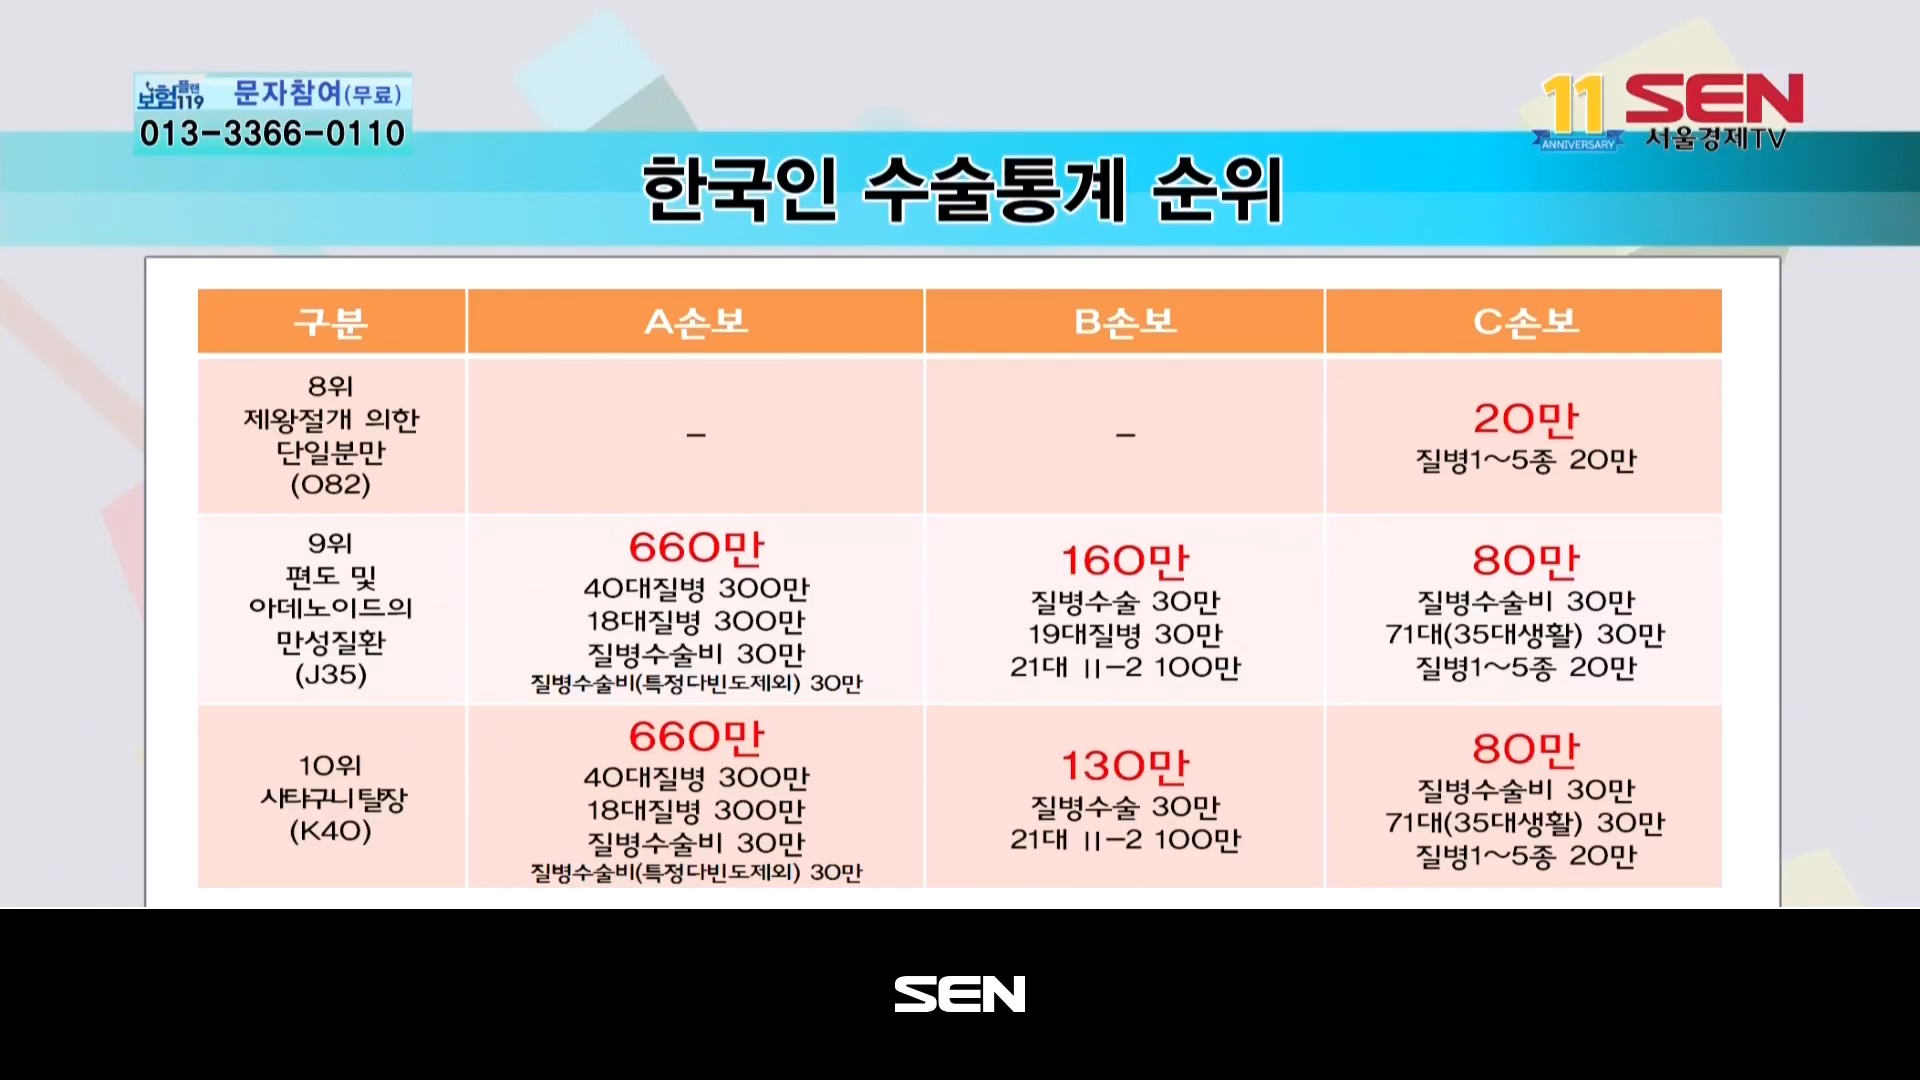 보험플랜119 문자참여(무료)
013-3366-0110
11
ANNIVERSARY
SEN
서울경제TV
한국인 수술통계 순위
구분 A손보 B손보 C손보
8위
제왕절개 의한
단일분만
(O82)
–
–
20만
질병1~5종 20만
9위
편도 및
아데노이드의
만성질환
(J35)
660만
40대질병 300만
18대질병 300만
질병수술비 30만
질병수술비(특정다빈도제외) 30만
160만
질병수술 30만
19대질병 30만
21대 II-2 100만
80만
질병수술비 30만
71대(35대생활) 30만
질병1~5종 20만
10위
사타구니 탈장
(K40)
660만
40대질병 300만
18대질병 300만
질병수술비 30만
질병수술비(특정다빈도제외) 30만
130만
질병수술 30만
21대 II-2 100만
80만
질병수술비 30만
71대(35대생활) 30만
질병1~5종 20만
SEN